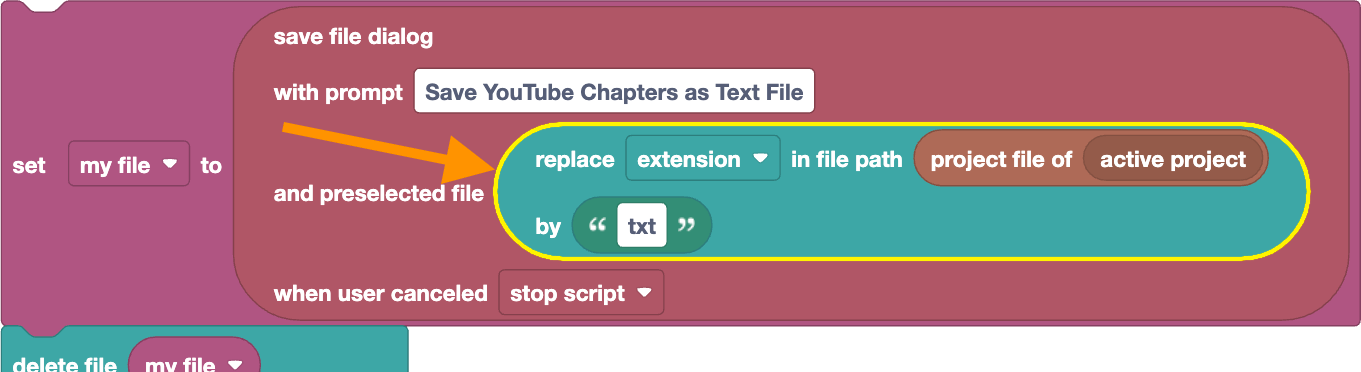 save file dialog
with prompt Save YouTube Chapters as Text File
set my file to
replace extension in file path project file of active project
and preselected file
by “ txt ”
when user canceled stop script
delete file my file